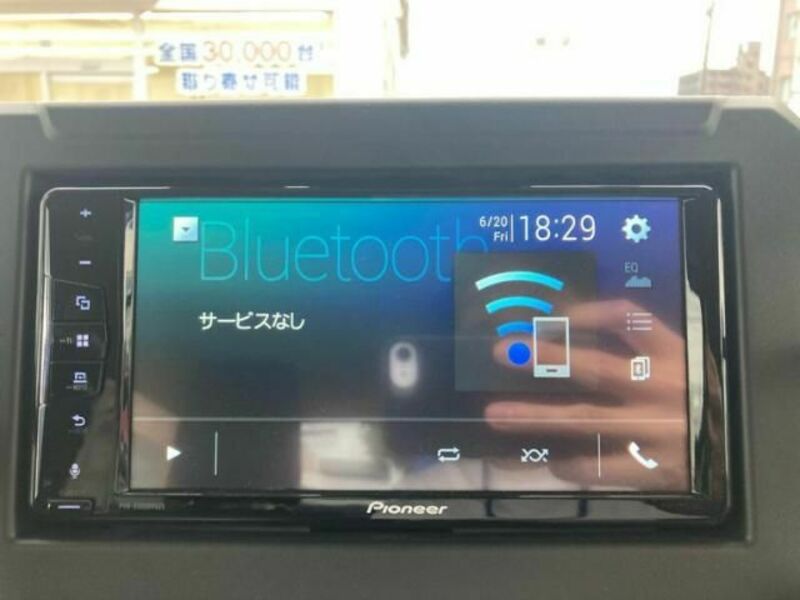 全国30,000台
取り寄せ可能
Bluetooth
6/20
Fri
18:29
EQ
サービスなし
Pioneer